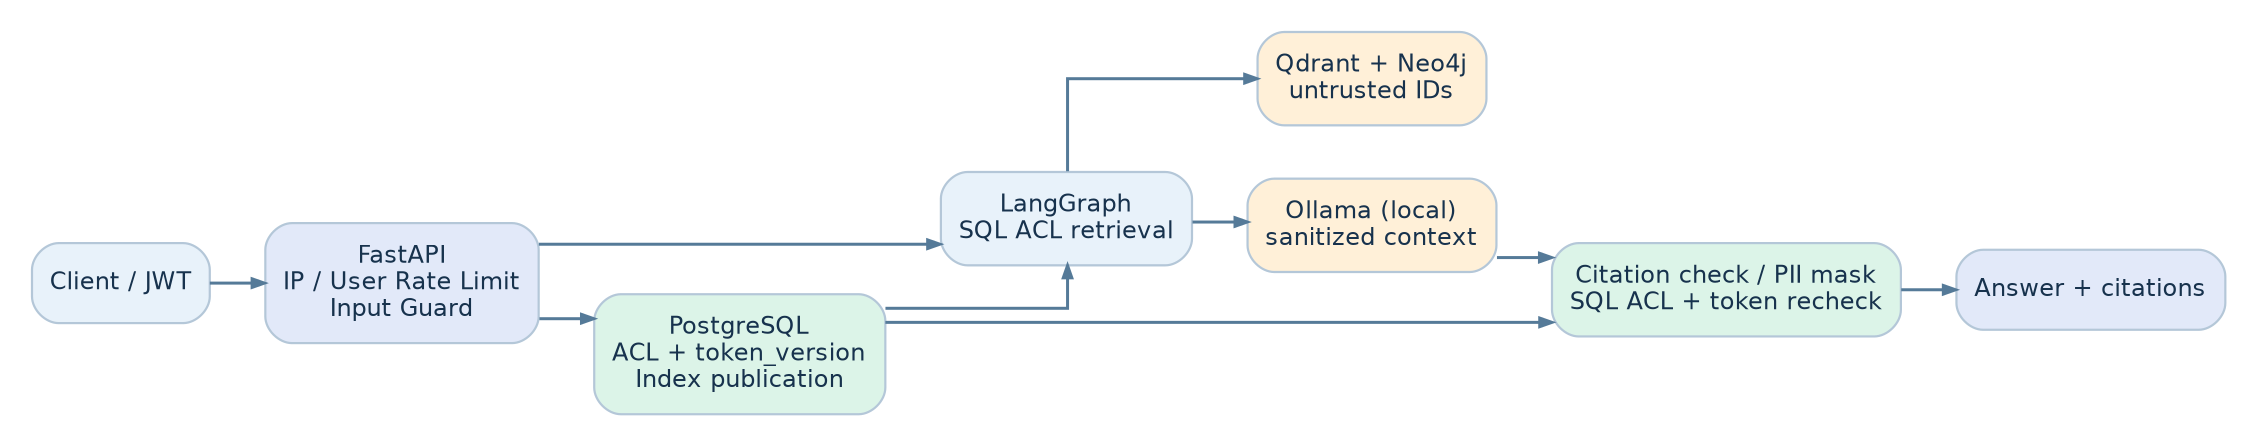 Client / JWT
FastAPI
IP / User Rate Limit
Input Guard
PostgreSQL
ACL + token_version
Index publication
LangGraph
SQL ACL retrieval
Qdrant + Neo4j
untrusted IDs
Ollama (local)
sanitized context
Citation check / PII mask
SQL ACL + token recheck
Answer + citations